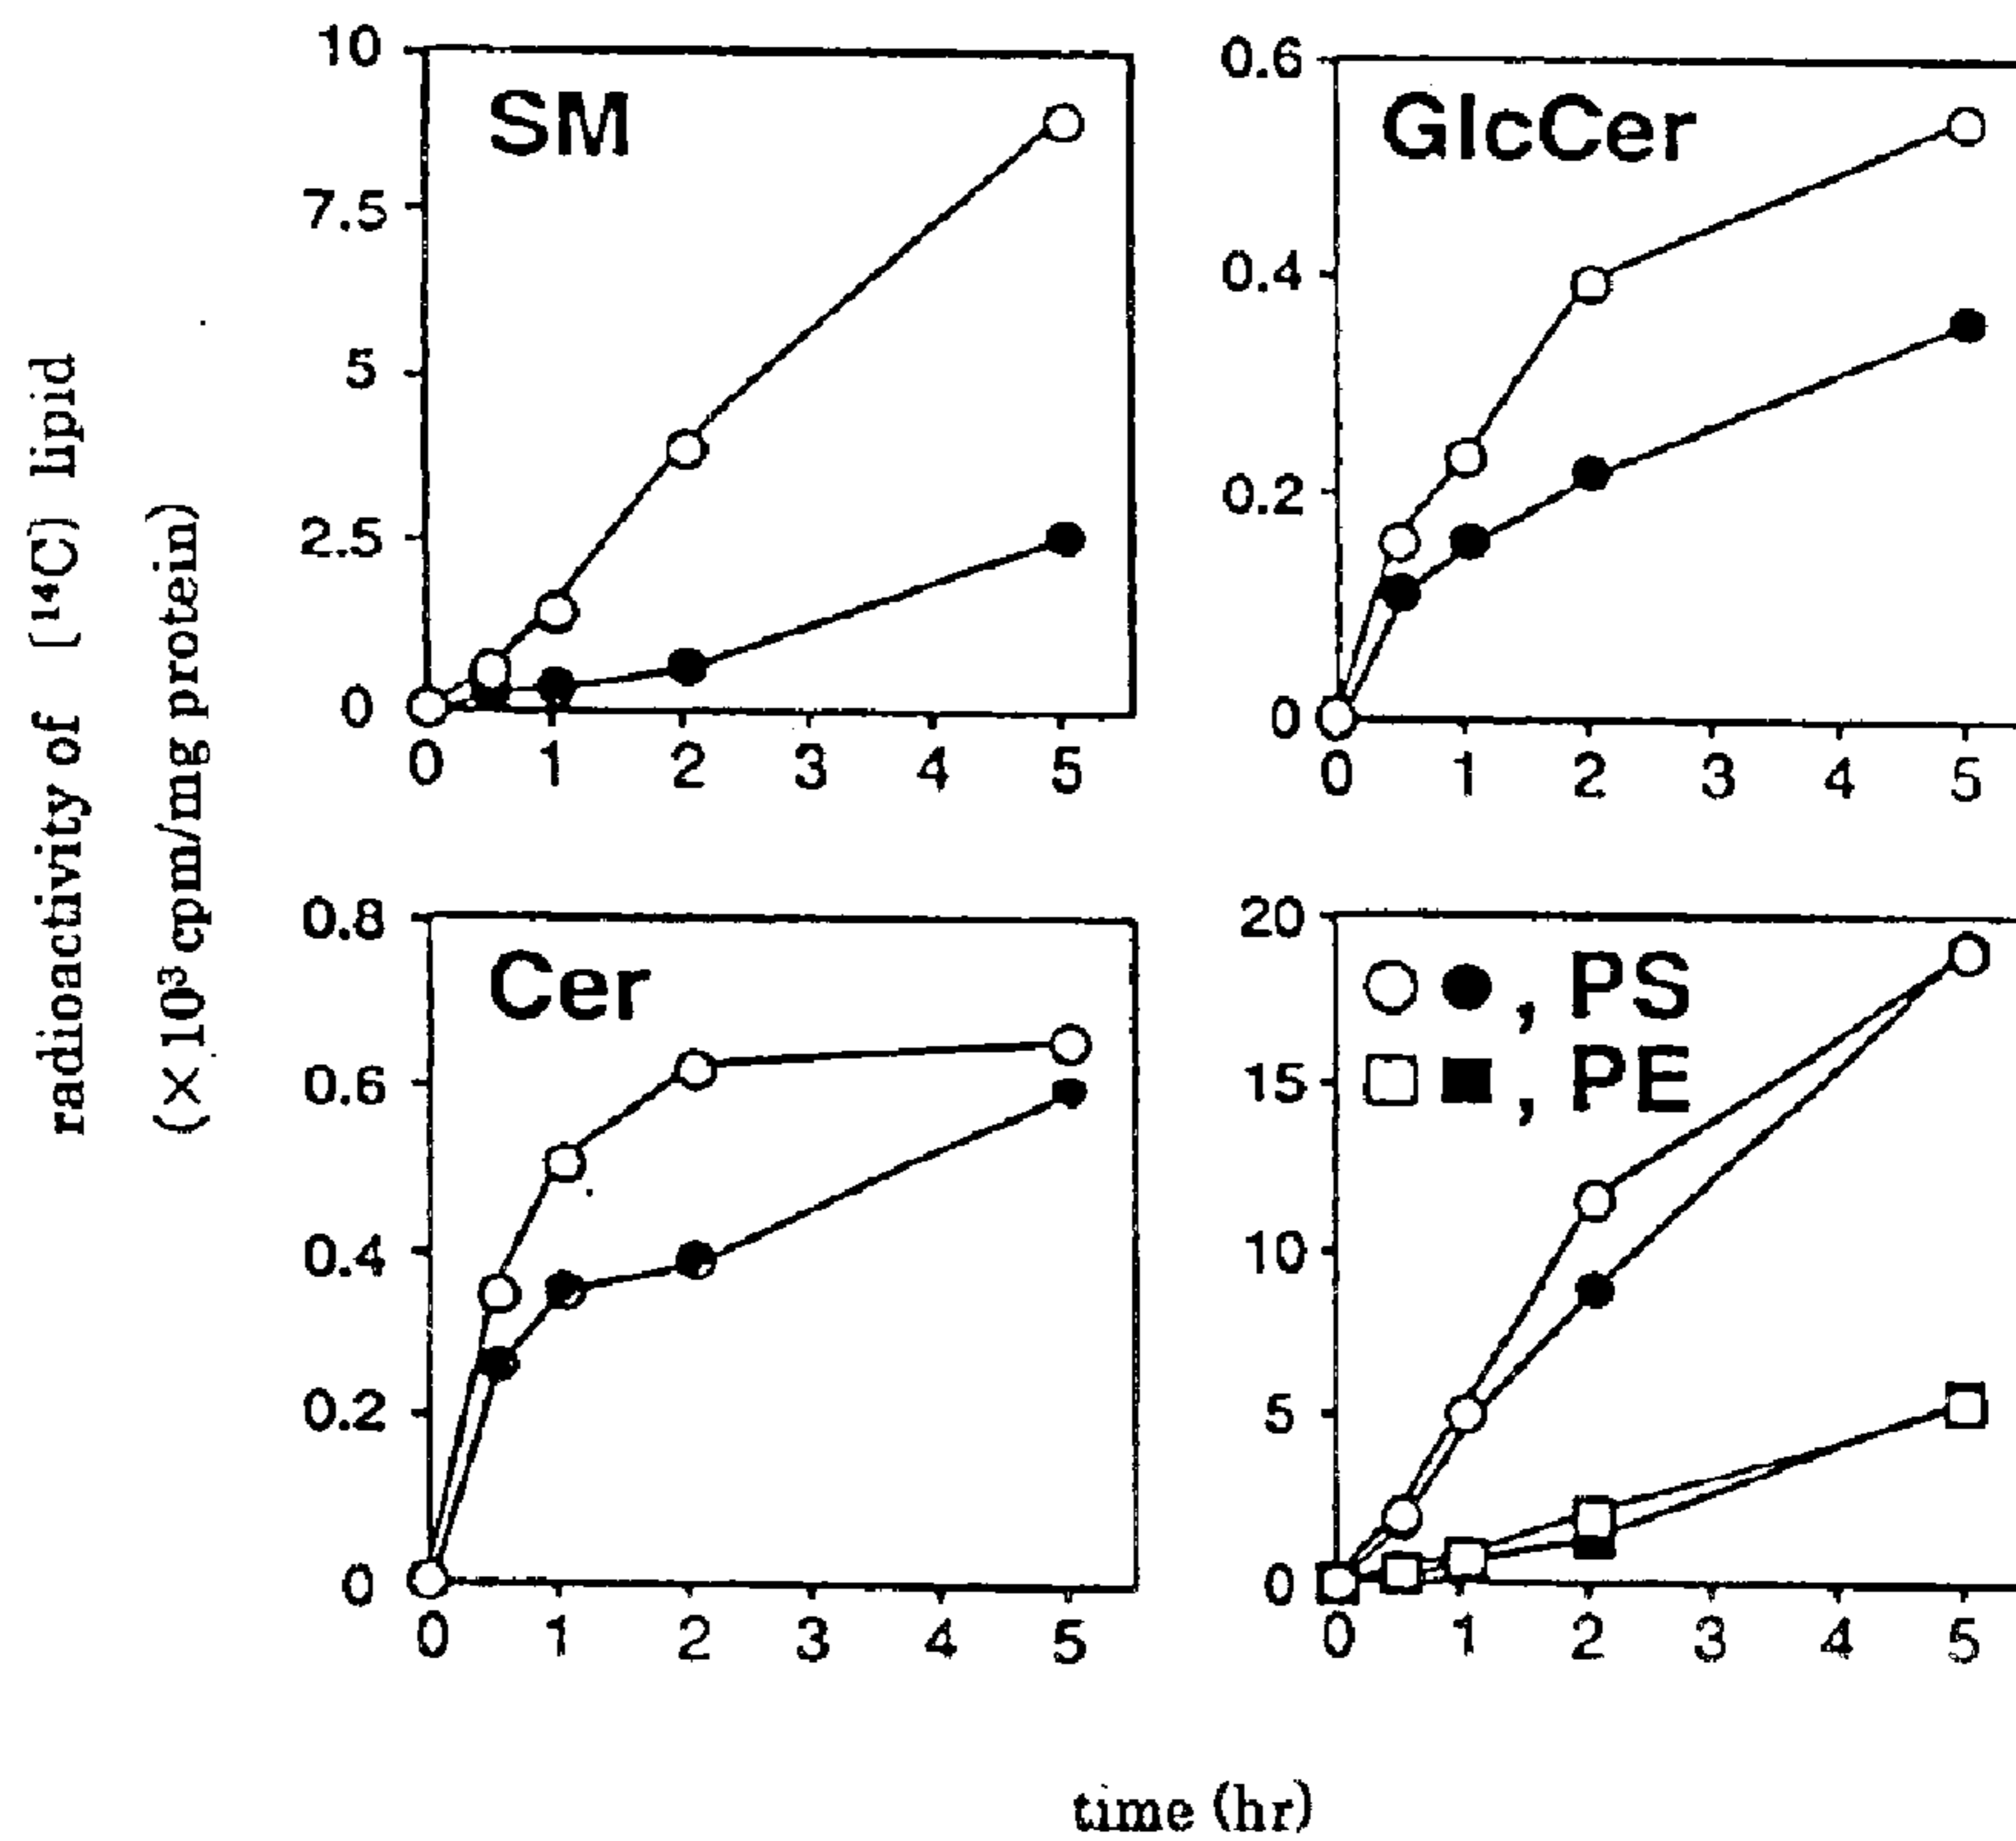 radioactivity of [¹⁴C] lipid
(×10³ cpm/mg protein)
SM
10
7.5
5
2.5
0
0 1 2 3 4 5
GlcCer
0.6
0.4
0.2
0
0 1 2 3 4 5
Cer
0.8
0.6
0.4
0.2
0
0 1 2 3 4 5
○ ●, PS
□ ■, PE
20
15
10
5
0
0 1 2 3 4 5
time (hr)